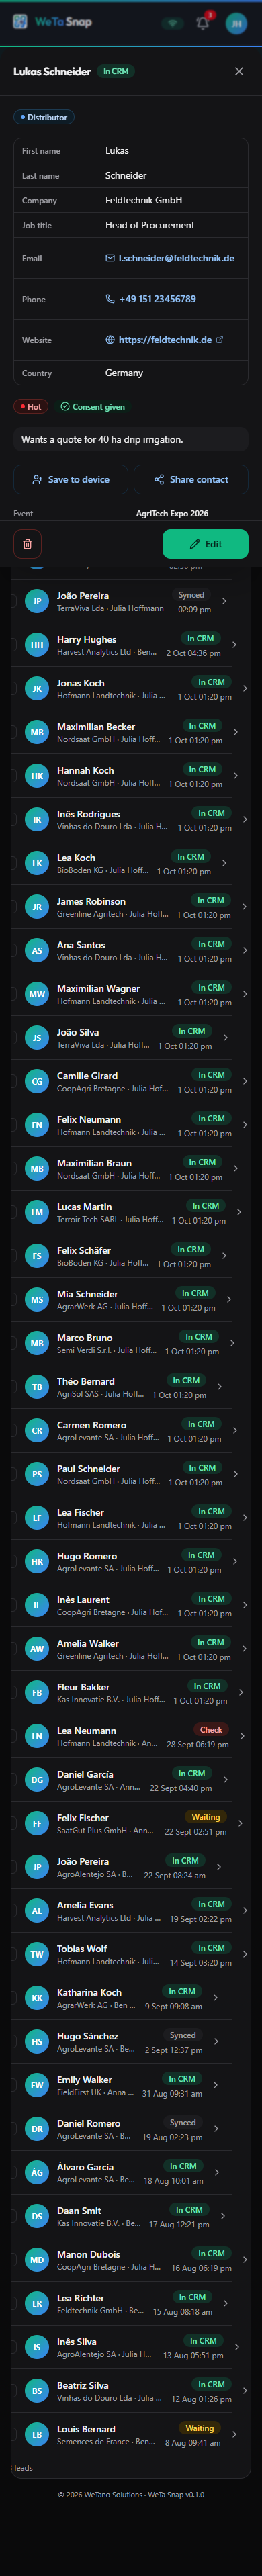 WeTa Snap
3
JH
Lukas Schneider In CRM
Distributor
First name Lukas
Last name Schneider
Company Feldtechnik GmbH
Job title Head of Procurement
Email l.schneider@feldtechnik.de
Phone +49 151 23456789
Website https://feldtechnik.de
Country Germany
Hot Consent given
Wants a quote for 40 ha drip irrigation.
Save to device Share contact
Event AgriTech Expo 2026
Edit
JP João Pereira Synced
TerraViva Lda · Julia Hoffmann 02:09 pm
HH Harry Hughes In CRM
Harvest Analytics Ltd · Ben... 2 Oct 04:36 pm
JK Jonas Koch In CRM
Hofmann Landtechnik · Julia ... 1 Oct 01:20 pm
MB Maximilian Becker In CRM
Nordsaat GmbH · Julia Hoff... 1 Oct 01:20 pm
HK Hannah Koch In CRM
Nordsaat GmbH · Julia Hoff... 1 Oct 01:20 pm
IR Inês Rodrigues In CRM
Vinhas do Douro Lda · Julia H... 1 Oct 01:20 pm
LK Lea Koch In CRM
BioBoden KG · Julia Hoff... 1 Oct 01:20 pm
JR James Robinson In CRM
Greenline Agritech · Julia Hoff... 1 Oct 01:20 pm
AS Ana Santos In CRM
Vinhas do Douro Lda · Julia H... 1 Oct 01:20 pm
MW Maximilian Wagner In CRM
Hofmann Landtechnik · Julia ... 1 Oct 01:20 pm
JS João Silva In CRM
TerraViva Lda · Julia Hoff... 1 Oct 01:20 pm
CG Camille Girard In CRM
CoopAgri Bretagne · Julia Hof... 1 Oct 01:20 pm
FN Felix Neumann In CRM
Hofmann Landtechnik · Julia ... 1 Oct 01:20 pm
MB Maximilian Braun In CRM
Nordsaat GmbH · Julia Hoff... 1 Oct 01:20 pm
LM Lucas Martin In CRM
Terroir Tech SARL · Julia Hof... 1 Oct 01:20 pm
FS Felix Schäfer In CRM
BioBoden KG · Julia Hoff... 1 Oct 01:20 pm
MS Mia Schneider In CRM
AgrarWerk AG · Julia Hoff... 1 Oct 01:20 pm
MB Marco Bruno In CRM
Semi Verdi S.r.l. · Julia Hoff... 1 Oct 01:20 pm
TB Théo Bernard In CRM
AgriSol SAS · Julia Hoff... 1 Oct 01:20 pm
CR Carmen Romero In CRM
AgroLevante SA · Julia Hoff... 1 Oct 01:20 pm
PS Paul Schneider In CRM
Nordsaat GmbH · Julia Hoff... 1 Oct 01:20 pm
LF Lea Fischer In CRM
Hofmann Landtechnik · Julia ... 1 Oct 01:20 pm
HR Hugo Romero In CRM
AgroLevante SA · Julia Hoff... 1 Oct 01:20 pm
IL Inês Laurent In CRM
CoopAgri Bretagne · Julia Hof... 1 Oct 01:20 pm
AW Amelia Walker In CRM
Greenline Agritech · Julia Hoff... 1 Oct 01:20 pm
FB Fleur Bakker In CRM
Kas Innovatie B.V. · Julia Hoff... 1 Oct 01:20 pm
LN Lea Neumann Check
Hofmann Landtechnik · An... 28 Sept 06:19 pm
DG Daniel García In CRM
AgroLevante SA · Ann... 22 Sept 04:40 pm
FF Felix Fischer Waiting
SaatGut Plus GmbH · Ann... 22 Sept 02:51 pm
JP João Pereira In CRM
AgroAlentejo SA · B... 22 Sept 08:24 am
AE Amelia Evans In CRM
Harvest Analytics Ltd · Julia ... 19 Sept 02:22 pm
TW Tobias Wolf In CRM
Hofmann Landtechnik · Juli... 14 Sept 03:20 pm
KK Katharina Koch In CRM
AgrarWerk AG · Ben ... 9 Sept 09:08 am
HS Hugo Sánchez Synced
AgroLevante SA · Be... 2 Sept 12:37 pm
EW Emily Walker In CRM
FieldFirst UK · Anna ... 31 Aug 09:31 am
DR Daniel Romero Synced
AgroLevante SA · B... 19 Aug 02:23 pm
ÁG Álvaro García In CRM
AgroLevante SA · Be... 18 Aug 10:01 am
DS Daan Smit In CRM
Kas Innovatie B.V. · Be... 17 Aug 12:21 pm
MD Manon Dubois In CRM
CoopAgri Bretagne · Julia H... 16 Aug 06:19 pm
LR Lea Richter In CRM
Feldtechnik GmbH · Be... 15 Aug 08:18 am
IS Inês Silva In CRM
AgroAlentejo SA · Julia H... 13 Aug 05:51 pm
BS Beatriz Silva In CRM
Vinhas do Douro Lda · Julia ... 12 Aug 01:26 pm
LB Louis Bernard Waiting
Semences de France · Ben... 8 Aug 09:41 am
leads
© 2026 WeTano Solutions · WeTa Snap v0.1.0